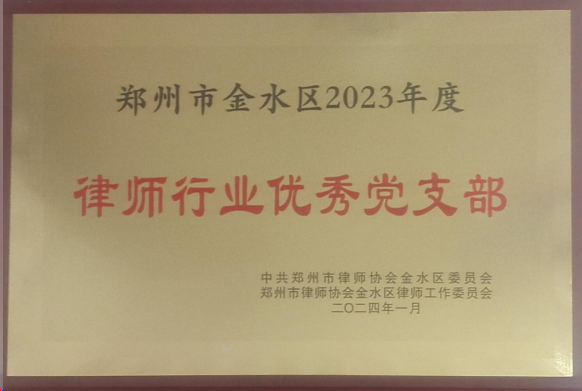 郑州市金水区2023年度
律师行业优秀党支部
中共郑州市律师协会金水区委员会
郑州市律师协会金水区律师工作委员会
二〇二四年一月